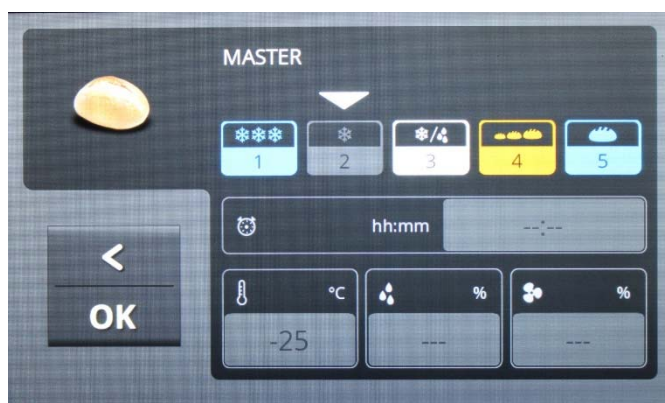 MASTER
1 2 3 4 5
hh:mm --:--
°C % %
-25 --- ---
<
OK